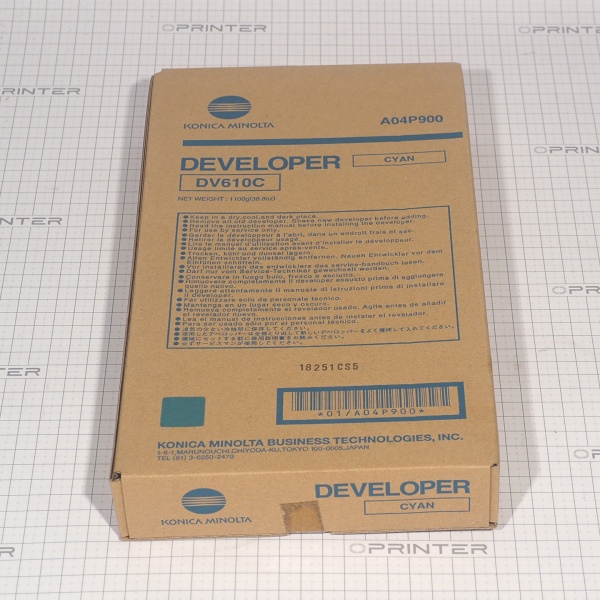 KONICA MINOLTA
A04P900
DEVELOPER
CYAN
DV610C
NET WEIGHT : 1100g(38.8oz)
● Keep in a dry,cool,and dark place.
● Remove all old developer. Shake new developer before adding.
● Read the instruction manual before installing the developer.
● For use by service only.
● Garder le développeur à l'abri, dans un endroit frais et sec.
● Retirer le développeur usagé.
● Lire le manuel d'utilisation avant d'installer le développeur.
● Usage limité au service après-vente.
● Trocken, kühl und dunkel lagern.
● Alten Entwickler vollständig entfernen. Neuen Entwickler vor dem
Einfüllen schütteln.
● Vor Installieren des entwicklers das service-handbuch lesen.
● Darf nur vom Service-Techniker gewechselt werden.
● Conservare in luogo buio, fresco e asciutto.
● Rimuovere completamente il developer esausto prima di aggiungere
quello nuovo.
● Leggere attentamente il manuale di istruzioni prima di installare
il developer.
● Far utilizzare solo da personale tecnico.
● Mantenga en un lugar seco y oscuro.
● Remueva completamente el revelador usado. Agite antes de añadir
el revelador nuevo.
● Lea el manual de instrucciones antes de instalar el revelador.
● Para ser usado sólo por el personal técnico.
18251CS5
*01/A04P900*
KONICA MINOLTA BUSINESS TECHNOLOGIES, INC.
1-6-1,MARUNOUCHI,CHIYODA-KU,TOKYO 100-0005,JAPAN
TEL (81) 3-6250-2470
KONICA MINOLTA
DEVELOPER
CYAN
OPRINTER